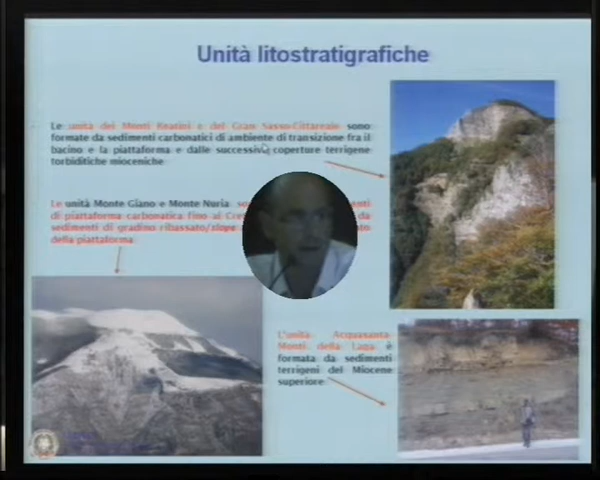 Unità litostratigrafiche
Le unità dei Monti Reatini e del Gran Sasso-Cittareale sono
formate da sedimenti carbonatici di ambiente di transizione fra il
bacino e la piattaforma e dalle successive coperture terrigene
torbiditiche mioceniche
Le unità Monte Giano e Monte Nuria
di piattaforma carbonatica fino al da
sedimenti di gradino ribassato/slope
della piattaforma
L'unità Acquasanta-
Monti della Laga è
formata da sedimenti
terrigeni del Miocene
superiore